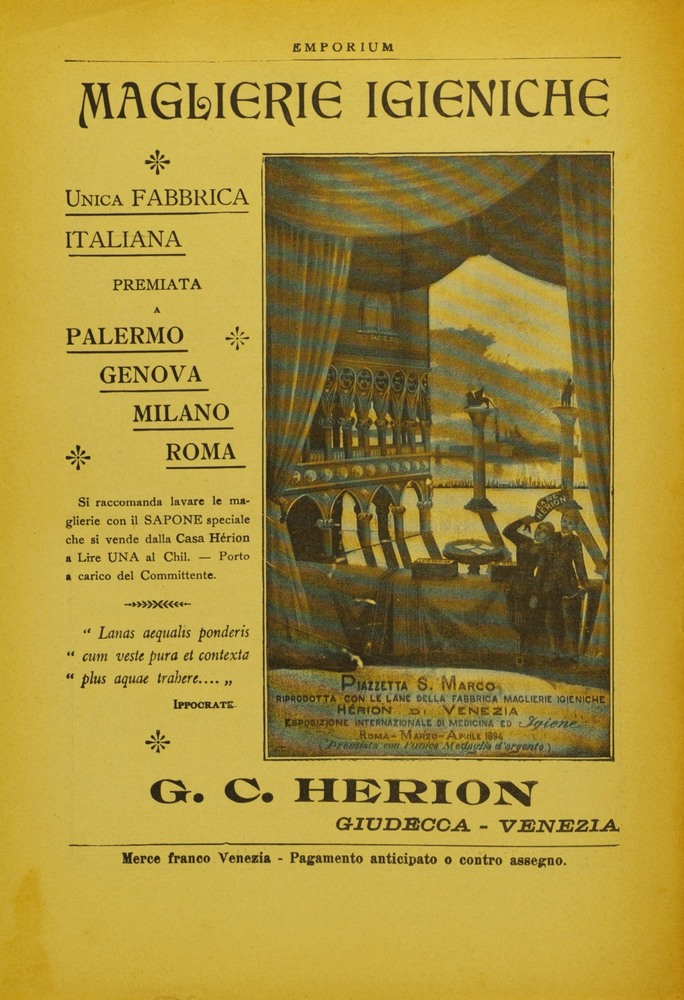 EMPORIUM
MAGLIERIE IGIENICHE
UNICA FABBRICA
ITALIANA
PREMIATA
A
PALERMO
GENOVA
MILANO
ROMA
Si raccomanda lavare le ma-
glierie con il SAPONE speciale
che si vende dalla Casa Hérion
a Lire UNA al Chil. — Porto
a carico del Committente.
“ Lanas aequalis ponderis
“ cum veste pura et contexta
“ plus aquae trahere.... „
IPPOCRATE
LANE
HERION
PIAZZETTA S. MARCO
RIPRODOTTA CON LE LANE DELLA FABBRICA MAGLIERIE IGIENICHE
HÉRION DI VENEZIA
ESPOSIZIONE INTERNAZIONALE DI MEDICINA ED Igiene
ROMA - MARZO - APRILE 1894
(Premiata con l'unica Medaglia d'argento)
G. C. HERION
GIUDECCA - VENEZIA
Merce franco Venezia - Pagamento anticipato o contro assegno.